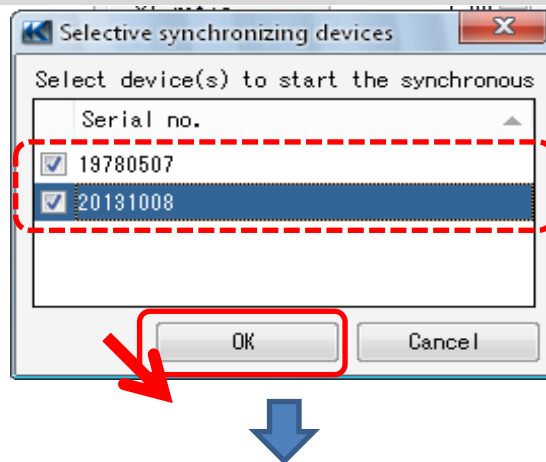 Selective synchronizing devices
Select device(s) to start the synchronous
Serial no.
19780507
20131008
OK
Cancel